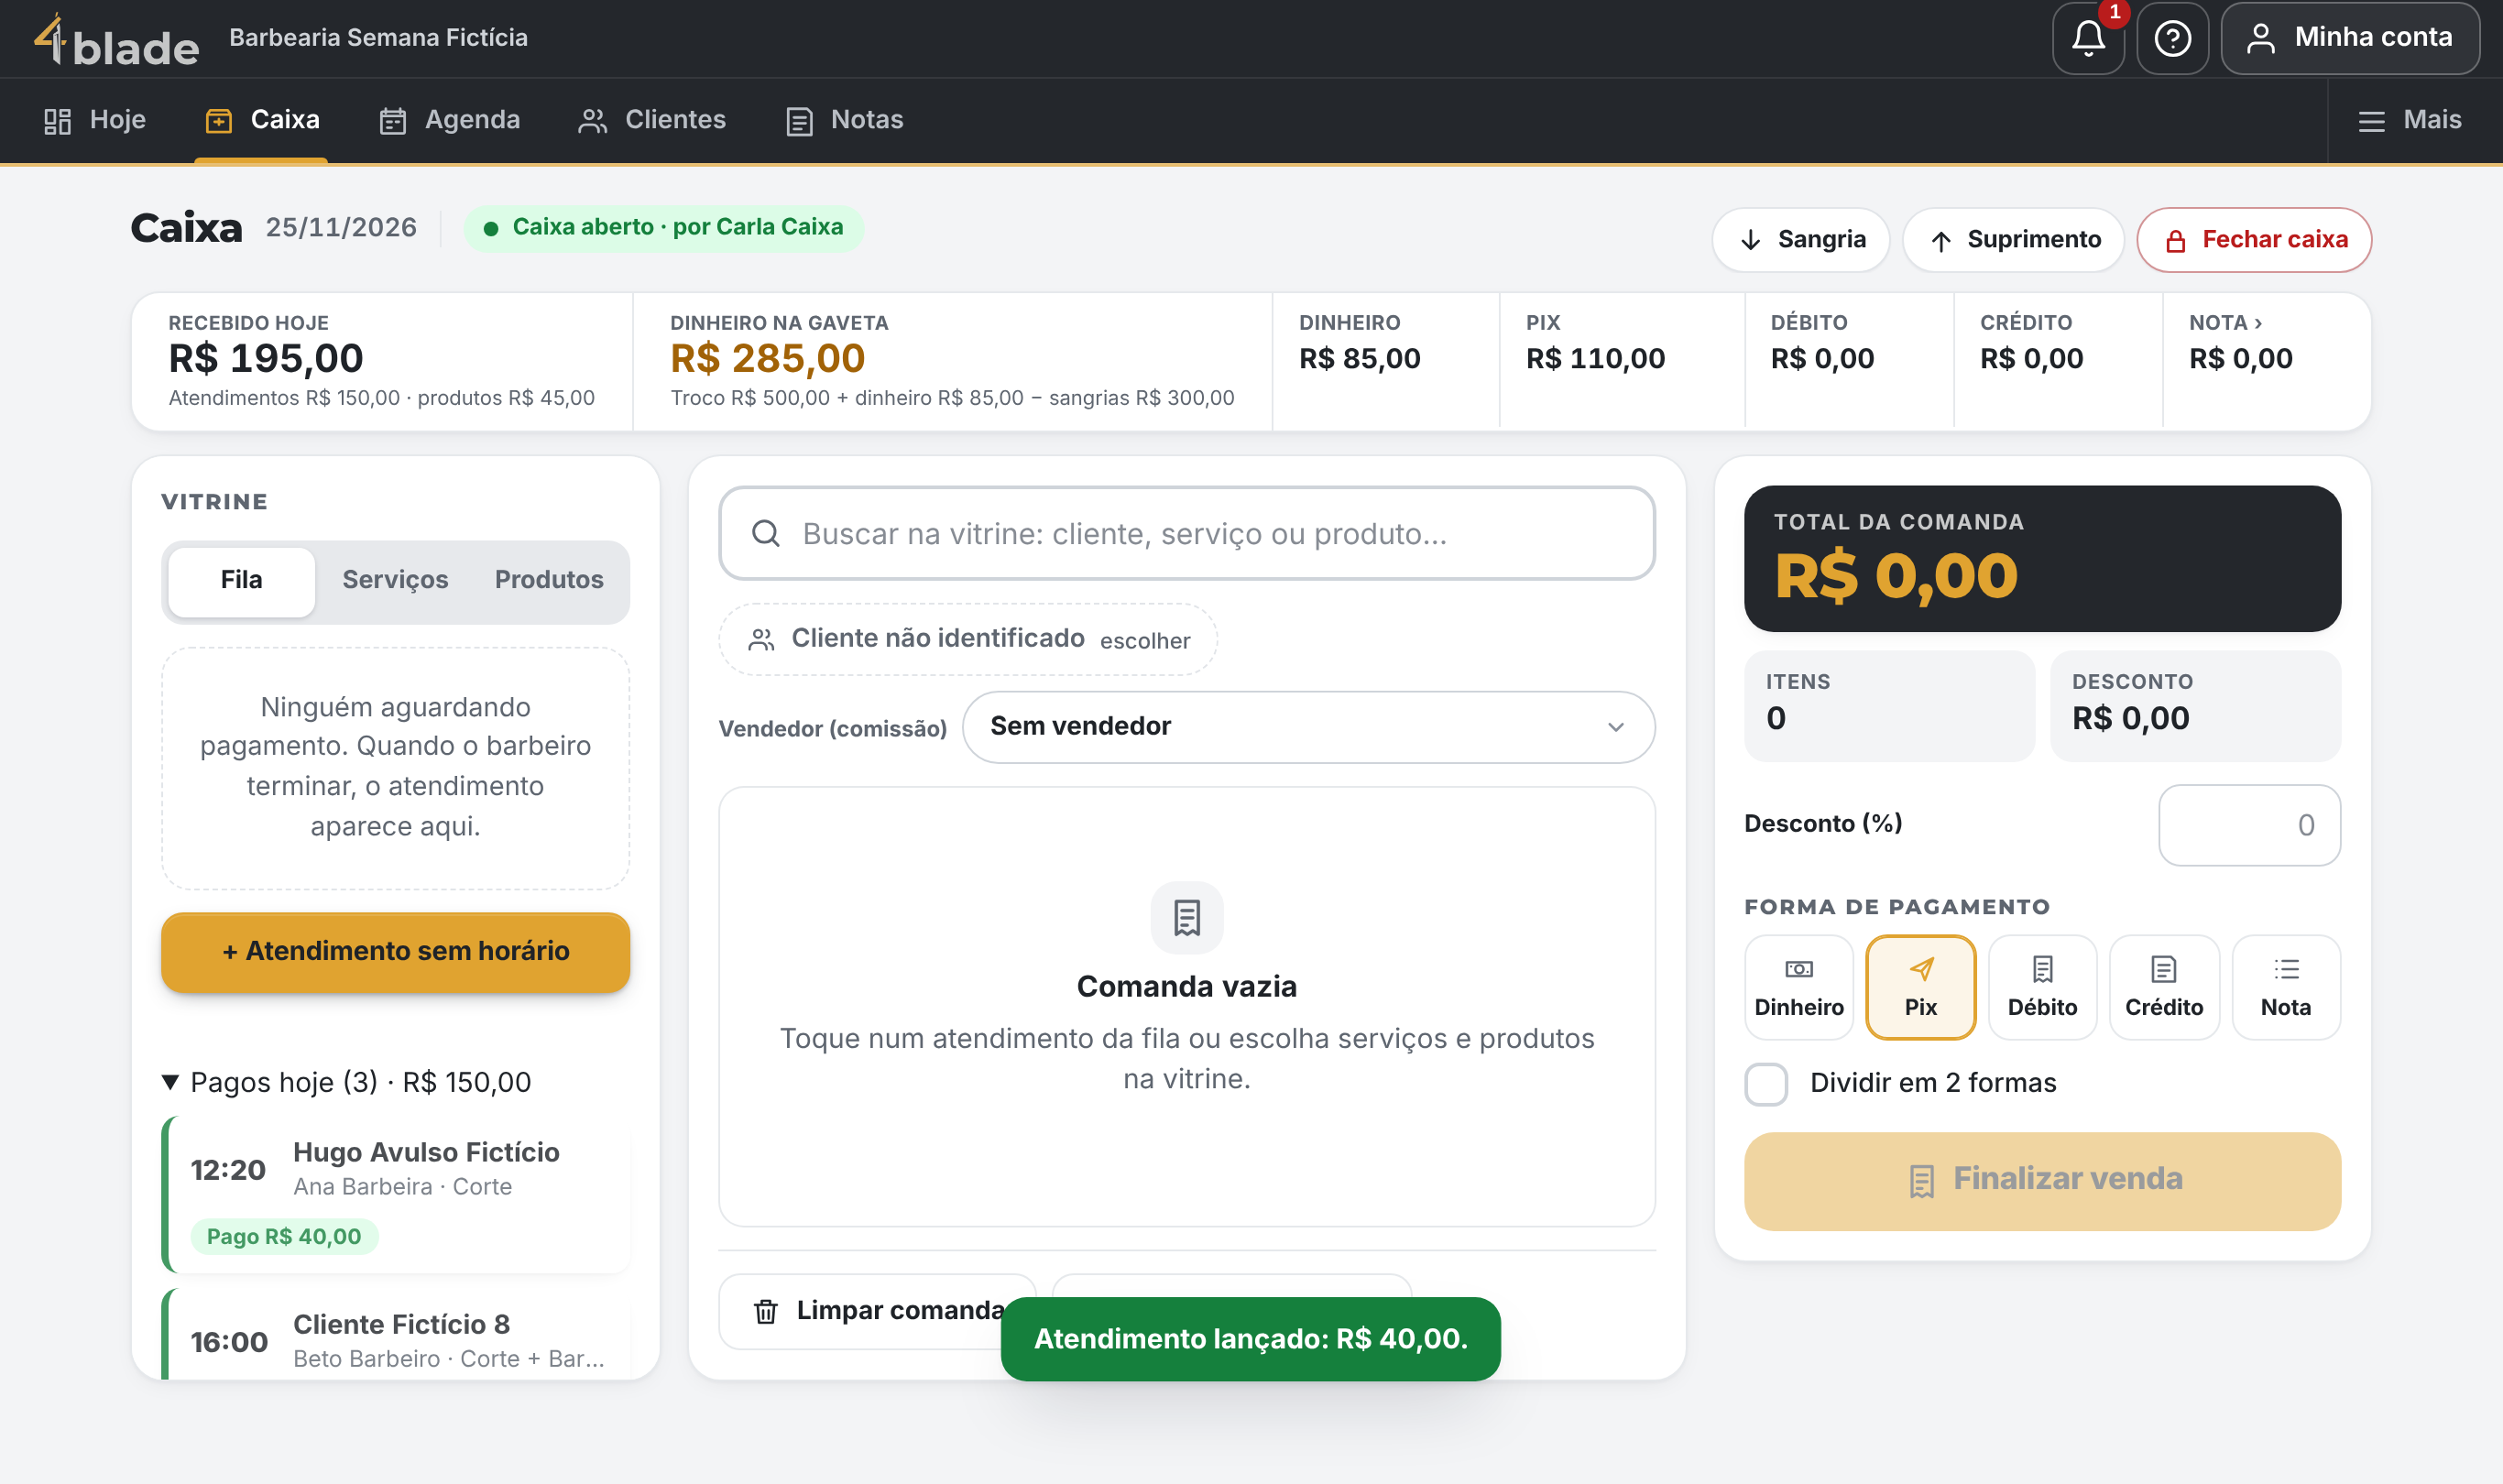 4blade
Barbearia Semana Fictícia
1
Minha conta
Hoje
Caixa
Agenda
Clientes
Notas
Mais
Caixa
25/11/2026
Caixa aberto · por Carla Caixa
Sangria
Suprimento
Fechar caixa
RECEBIDO HOJE
R$ 195,00
Atendimentos R$ 150,00 · produtos R$ 45,00
DINHEIRO NA GAVETA
R$ 285,00
Troco R$ 500,00 + dinheiro R$ 85,00 − sangrias R$ 300,00
DINHEIRO
R$ 85,00
PIX
R$ 110,00
DÉBITO
R$ 0,00
CRÉDITO
R$ 0,00
NOTA ›
R$ 0,00
VITRINE
Fila
Serviços
Produtos
Ninguém aguardando
pagamento. Quando o barbeiro
terminar, o atendimento
aparece aqui.
+ Atendimento sem horário
▼ Pagos hoje (3) · R$ 150,00
12:20
Hugo Avulso Fictício
Ana Barbeira · Corte
Pago R$ 40,00
16:00
Cliente Fictício 8
Beto Barbeiro · Corte + Bar...
Buscar na vitrine: cliente, serviço ou produto...
Cliente não identificado escolher
Vendedor (comissão)
Sem vendedor
Comanda vazia
Toque num atendimento da fila ou escolha serviços e produtos
na vitrine.
Limpar comanda
Atendimento lançado: R$ 40,00.
TOTAL DA COMANDA
R$ 0,00
ITENS
0
DESCONTO
R$ 0,00
Desconto (%)
0
FORMA DE PAGAMENTO
Dinheiro
Pix
Débito
Crédito
Nota
Dividir em 2 formas
Finalizar venda